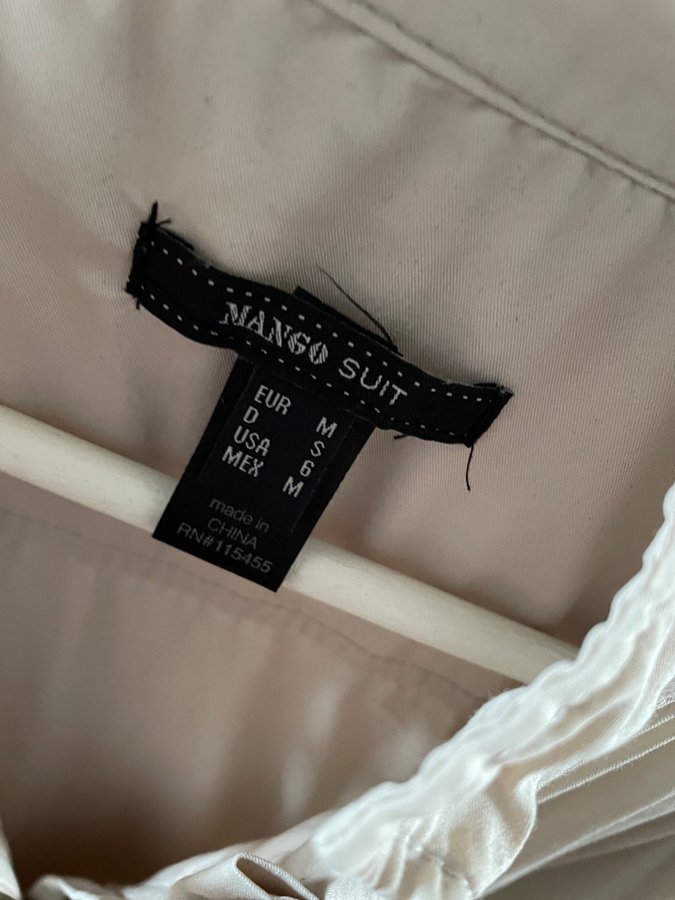 MANGO SUIT
EUR M
D S
USA 6
MEX M
made in
CHINA
RN#115455